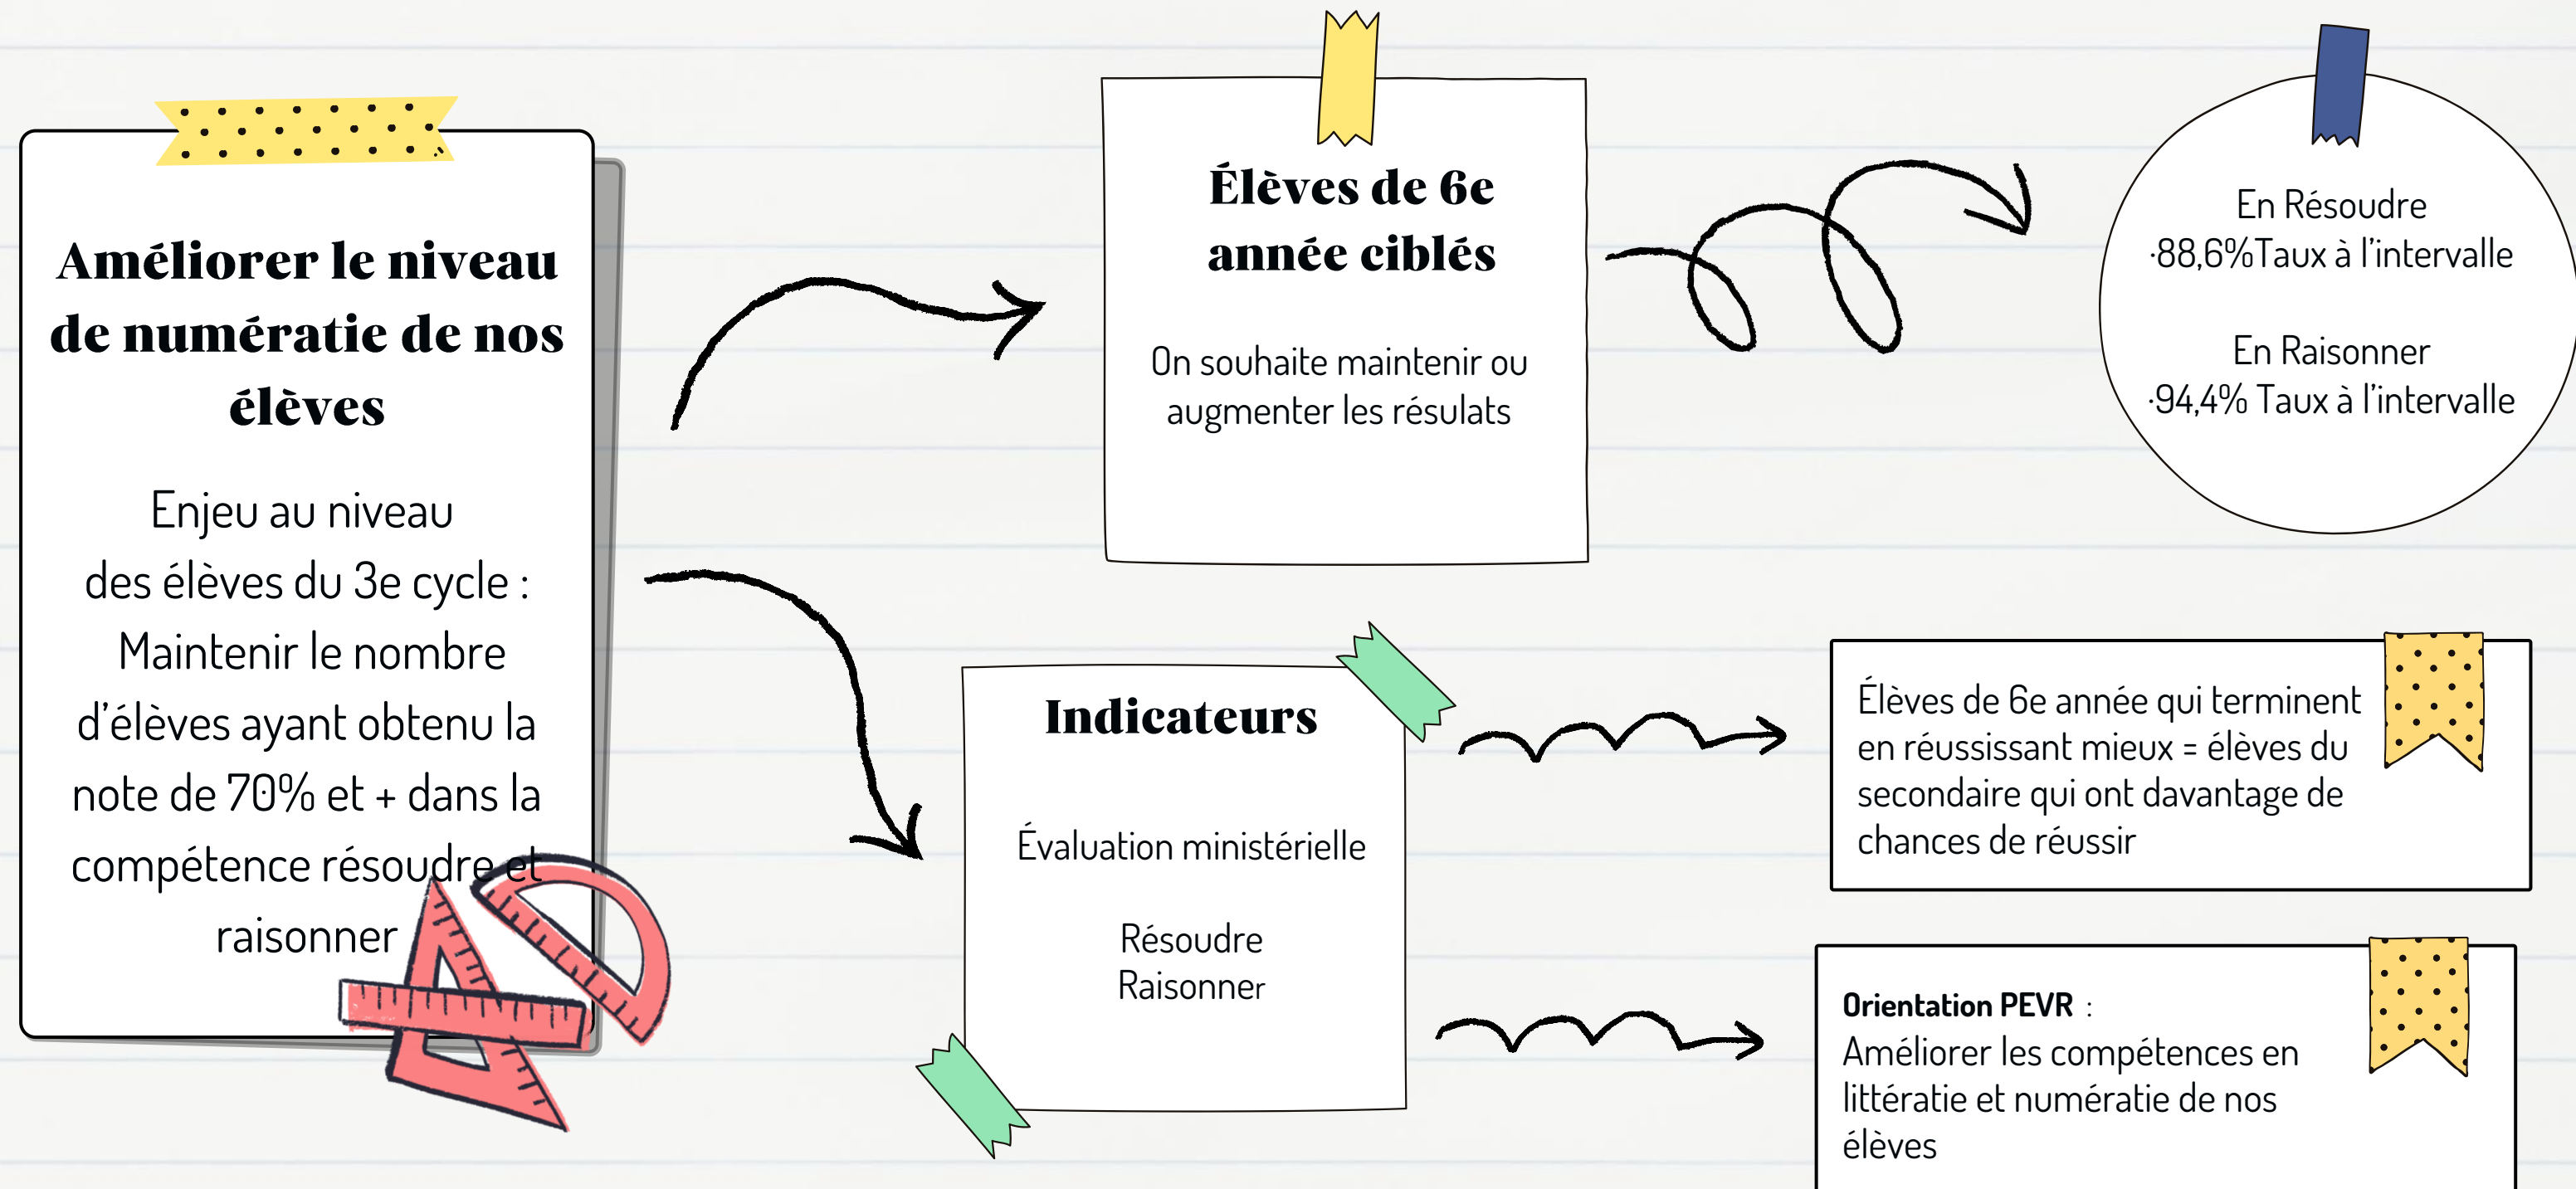 Améliorer le niveau
de numératie de nos
élèves
Enjeu au niveau
des élèves du 3e cycle :
Maintenir le nombre
d'élèves ayant obtenu la
note de 70% et + dans la
compétence résoudre et
raisonner
Élèves de 6e
année ciblés
On souhaite maintenir ou
augmenter les résulats
En Résoudre
·88,6%Taux à l'intervalle
En Raisonner
·94,4% Taux à l'intervalle
Indicateurs
Évaluation ministérielle
Résoudre
Raisonner
Élèves de 6e année qui terminent
en réussissant mieux = élèves du
secondaire qui ont davantage de
chances de réussir
Orientation PEVR :
Améliorer les compétences en
littératie et numératie de nos
élèves